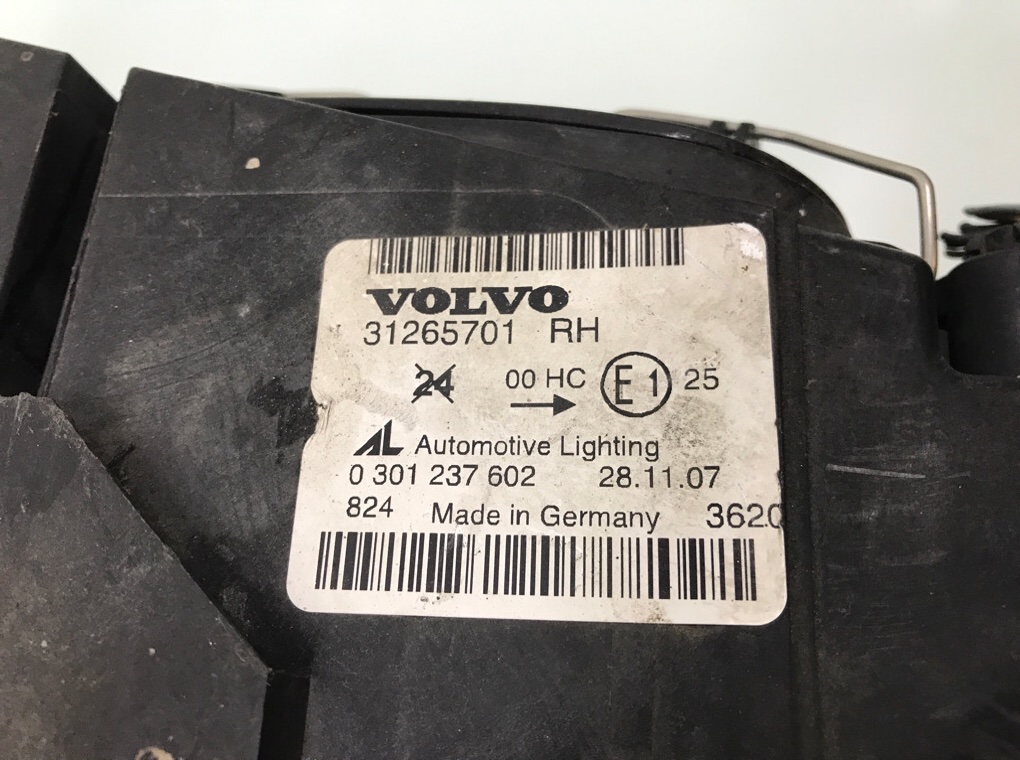 VOLVO
31265701 RH
24 00 HC E1 25
AL Automotive Lighting
0 301 237 602 28.11.07
824 Made in Germany 3620